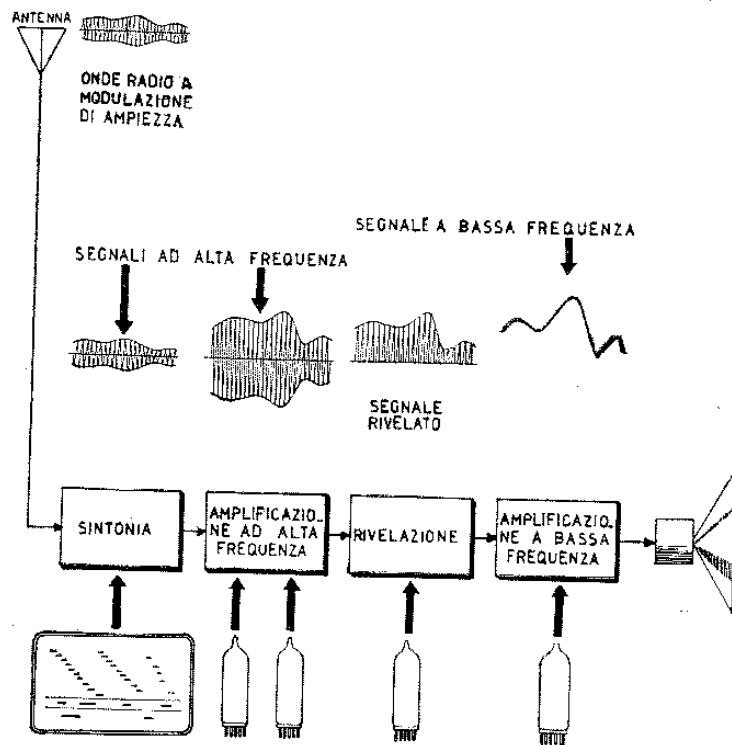 ANTENNA
ONDE RADIO A
MODULAZIONE
DI AMPIEZZA
SEGNALE A BASSA FREQUENZA
SEGNALI AD ALTA FREQUENZA
SEGNALE
RIVELATO
SINTONIA
AMPLIFICAZIO-
NE AD ALTA
FREQUENZA
RIVELAZIONE
AMPLIFICAZIO-
NE A BASSA
FREQUENZA